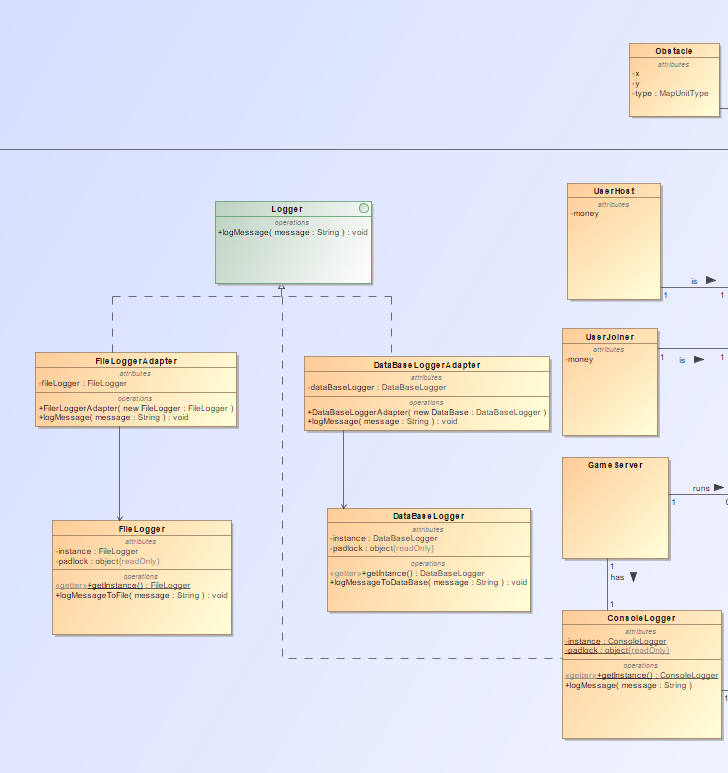 Obstacle
attributes
-x
-y
-type : MapUnitType
Logger
operations
+logMessage( message : String ) : void
UserHost
attributes
-money
is
1
1
FileLoggerAdapter
attributes
-fileLogger : FileLogger
operations
+FilerLoggerAdapter( new FileLogger : FileLogger )
+logMessage( message : String ) : void
DataBaseLoggerAdapter
attributes
-dataBaseLogger : DataBaseLogger
operations
+DataBaseLoggerAdapter( new DataBase : DataBaseLogger )
+logMessage( message : String ) : void
UserJoiner
attributes
-money
1
is
1
GameServer
runs
1
has
1
1
FileLogger
attributes
-instance : FileLogger
-padlock : object{readOnly}
operations
«getter»+getInstance() : FileLogger
+logMessageToFile( message : String ) : void
DataBaseLogger
attributes
-instance : DataBaseLogger
-padlock : object{readOnly}
operations
«getter»+getIntance() : DataBaseLogger
+logMessageToDataBase( message : String ) : void
ConsoleLogger
attributes
-instance : ConsoleLogger
-padlock : object{readOnly}
operations
«getter»+getInstance() : ConsoleLogger
+logMessage( message : String )
1